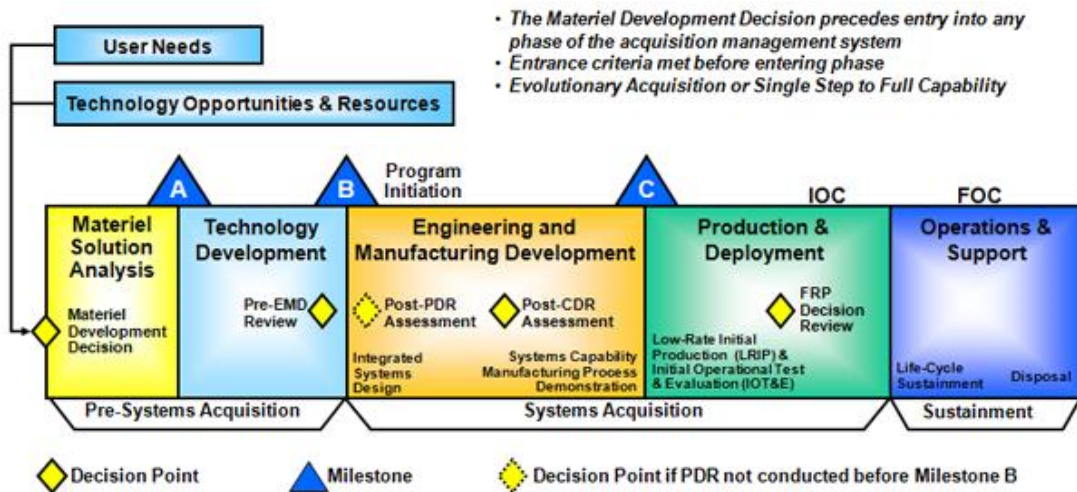 User Needs
Technology Opportunities & Resources
• The Materiel Development Decision precedes entry into any
phase of the acquisition management system
• Entrance criteria met before entering phase
• Evolutionary Acquisition or Single Step to Full Capability
A
B
Program
Initiation
C
IOC
FOC
Materiel
Solution
Analysis
Materiel
Development
Decision
Technology
Development
Pre-EMD
Review
Engineering and
Manufacturing Development
Post-PDR
Assessment
Post-CDR
Assessment
Integrated
Systems
Design
Systems Capability
Manufacturing Process
Demonstration
Production &
Deployment
FRP
Decision
Review
Low-Rate Initial
Production (LRIP) &
Initial Operational Test
& Evaluation (IOT&E)
Operations &
Support
Life-Cycle
Sustainment
Disposal
Pre-Systems Acquisition
Systems Acquisition
Sustainment
Decision Point
Milestone
Decision Point if PDR not conducted before Milestone B